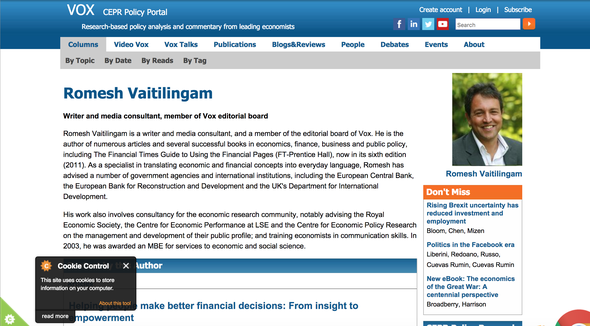 VOX CEPR Policy Portal
Create account | Login | Subscribe
Research-based policy analysis and commentary from leading economists
Search
Columns Video Vox Vox Talks Publications Blogs&Reviews People Debates Events About
By Topic By Date By Reads By Tag
Romesh Vaitilingam
Writer and media consultant, member of Vox editorial board
Romesh Vaitilingam is a writer and media consultant, and a member of the editorial board of Vox. He is the
author of numerous articles and several successful books in economics, finance, business and public policy,
including The Financial Times Guide to Using the Financial Pages (FT-Prentice Hall), now in its sixth edition
(2011). As a specialist in translating economic and financial concepts into everyday language, Romesh has
advised a number of government agencies and international institutions, including the European Central Bank,
the European Bank for Reconstruction and Development and the UK's Department for International
Development.
His work also involves consultancy for the economic research community, notably advising the Royal
Economic Society, the Centre for Economic Performance at LSE and the Centre for Economic Policy Research
on the management and development of their public profile; and training economists in communication skills. In
2003, he was awarded an MBE for services to economic and social science.
Romesh Vaitilingam
Don't Miss
Rising Brexit uncertainty has
reduced investment and
employment
Bloom, Chen, Mizen
Politics in the Facebook era
Liberini, Redoano, Russo,
Cuevas Rumin, Cuevas Rumin
New eBook: The economics
of the Great War: A
centennial perspective
Broadberry, Harrison
Author
Cookie Control X
This site uses cookies to store
information on your computer.
About this tool
read more
make better financial decisions: From insight to
empowerment